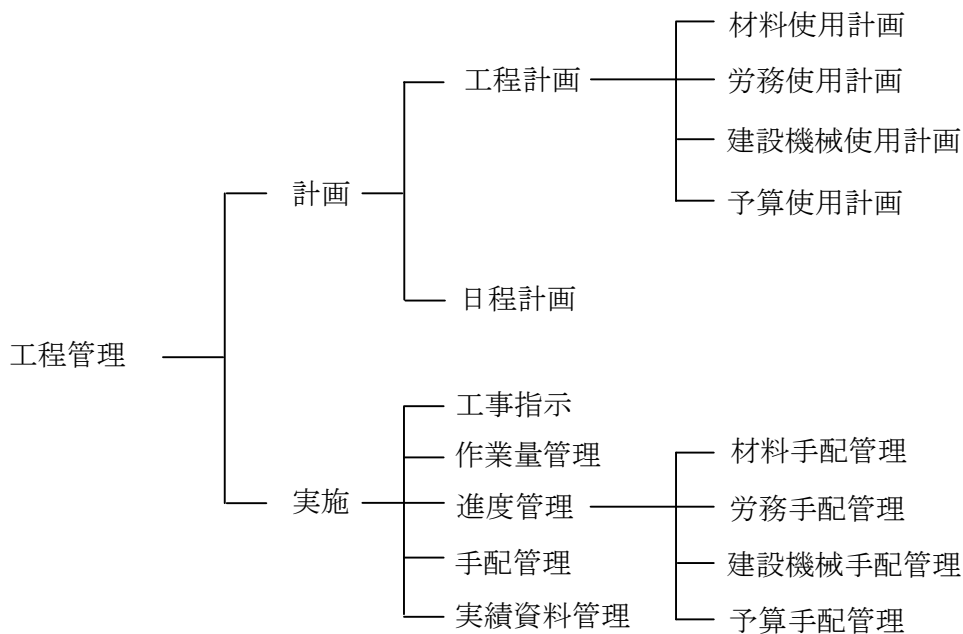 材料使用計画
工程計画
労務使用計画
建設機械使用計画
計画
予算使用計画
日程計画
工程管理
工事指示
作業量管理
材料手配管理
実施
進度管理
労務手配管理
手配管理
建設機械手配管理
実績資料管理
予算手配管理